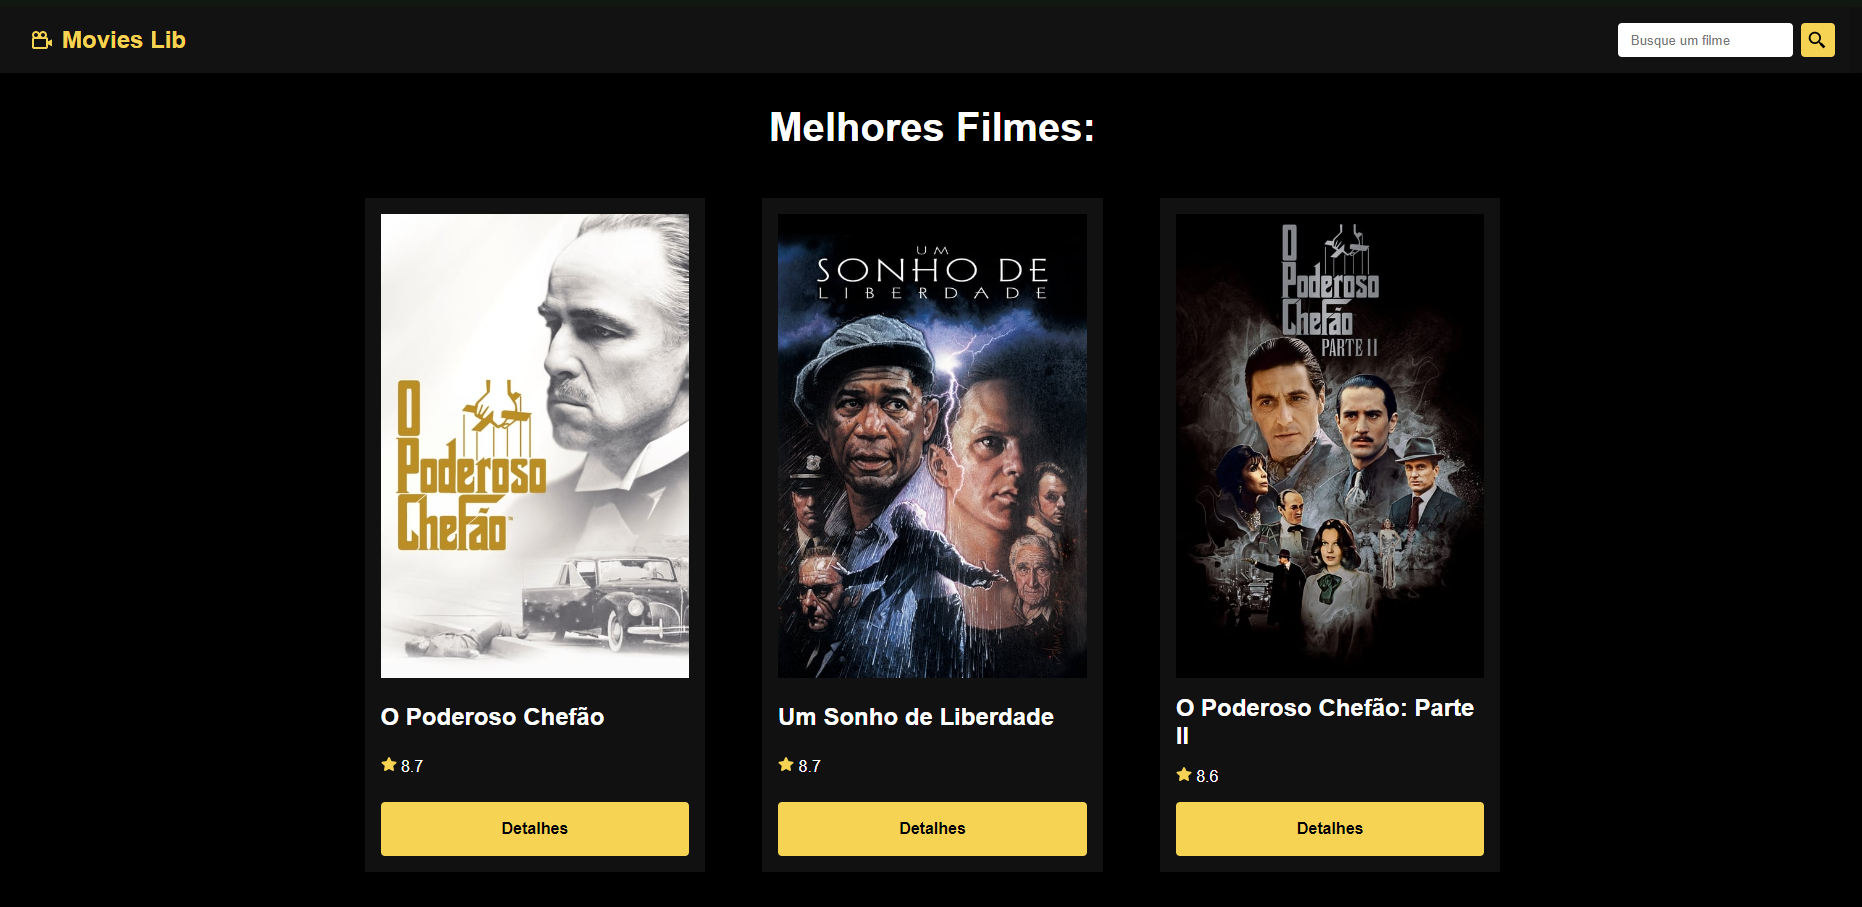 Movies Lib
Busque um filme
Melhores Filmes:
O
Poderoso
Chefão™
UM
SONHO DE
LIBERDADE
O
Poderoso
Chefão
PARTE II
O Poderoso Chefão
8.7
Detalhes
Um Sonho de Liberdade
8.7
Detalhes
O Poderoso Chefão: Parte
II
8.6
Detalhes